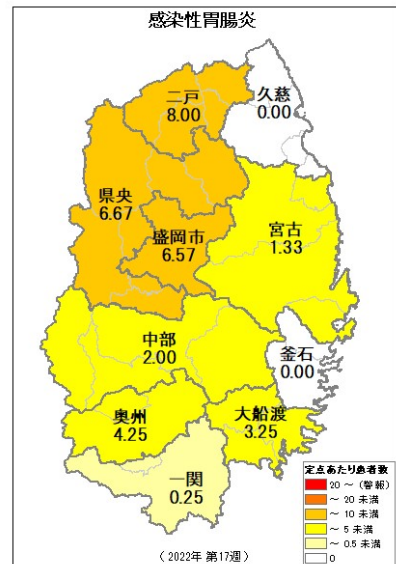 感染性胃腸炎
二戸
8.00
久慈
0.00
県央
6.67
盛岡市
6.57
宮古
1.33
中部
2.00
釜石
0.00
奥州
4.25
大船渡
3.25
一関
0.25
定点あたり患者数
20 ～ (警報)
～ 20 未満
～ 10 未満
～ 5 未満
～ 0.5 未満
0
（2022年 第17週）